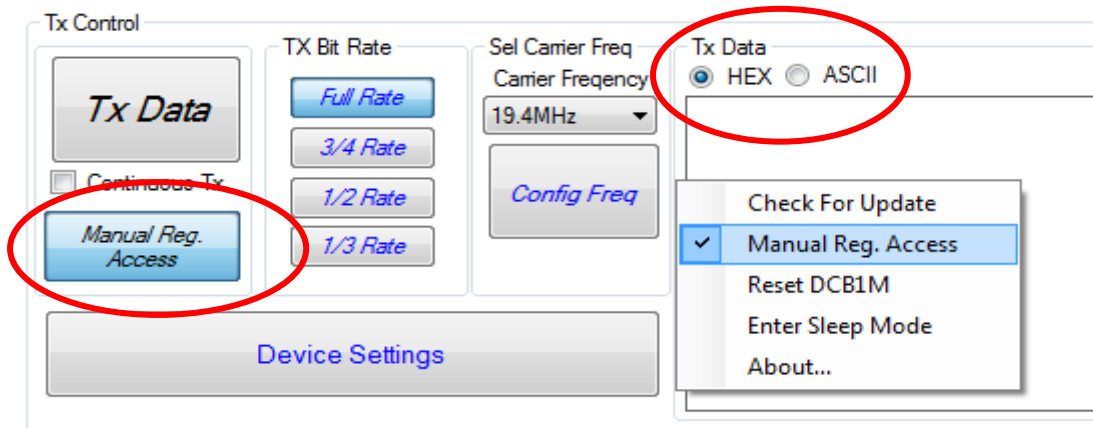 Tx Control
Tx Data
Continuous Tx
Manual Reg.
Access
TX Bit Rate
Full Rate
3/4 Rate
1/2 Rate
1/3 Rate
Sel Carrier Freq
Carrier Freqency
19.4MHz
Config Freq
Device Settings
Tx Data
HEX ASCII
Check For Update
Manual Reg. Access
Reset DCB1M
Enter Sleep Mode
About...